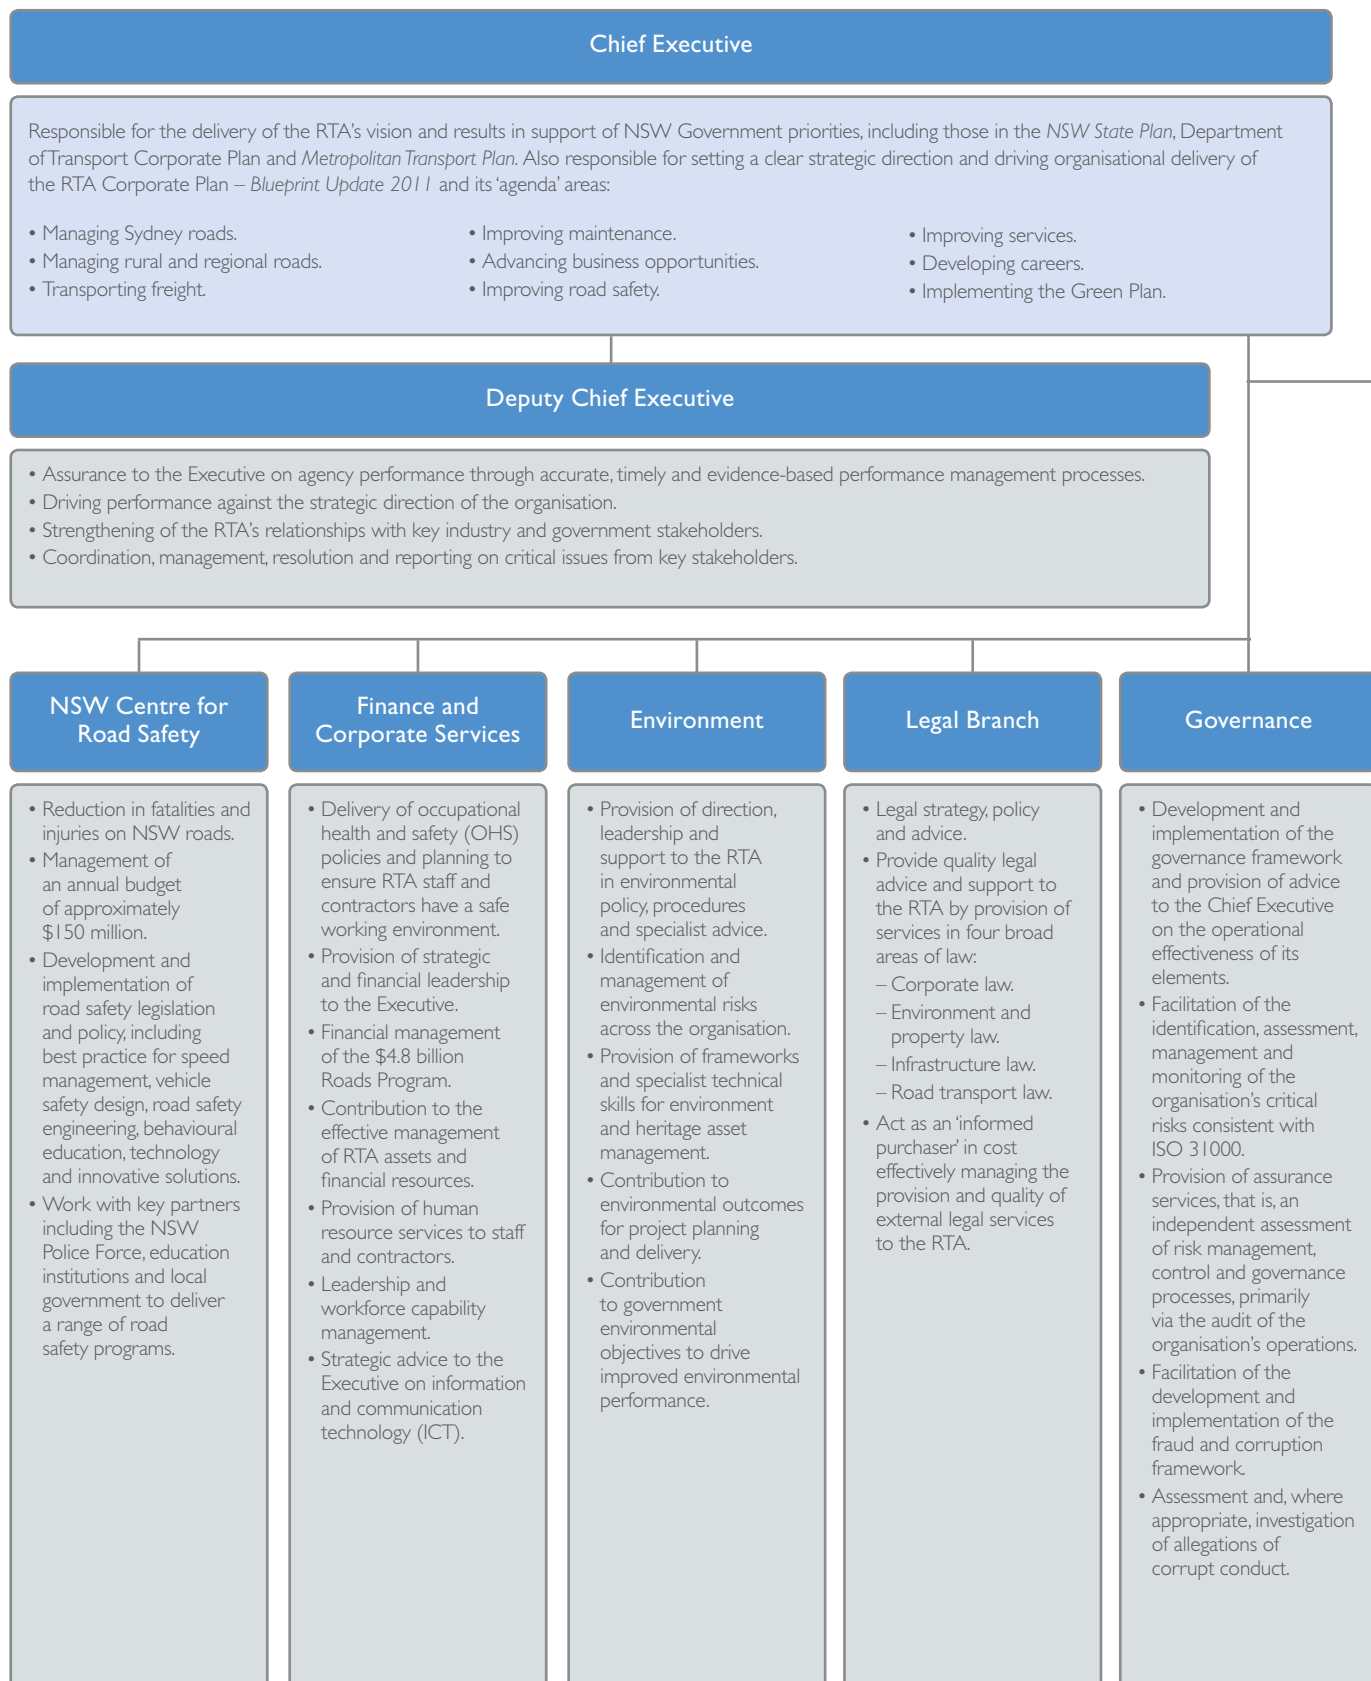 Chief Executive
Responsible for the delivery of the RTA's vision and results in support of NSW Government priorities, including those in the NSW State Plan, Department
of Transport Corporate Plan and Metropolitan Transport Plan. Also responsible for setting a clear strategic direction and driving organisational delivery of
the RTA Corporate Plan – Blueprint Update 2011 and its 'agenda' areas:
• Managing Sydney roads.
• Managing rural and regional roads.
• Transporting freight.
• Improving maintenance.
• Advancing business opportunities.
• Improving road safety.
• Improving services.
• Developing careers.
• Implementing the Green Plan.
Deputy Chief Executive
• Assurance to the Executive on agency performance through accurate, timely and evidence-based performance management processes.
• Driving performance against the strategic direction of the organisation.
• Strengthening of the RTA's relationships with key industry and government stakeholders.
• Coordination, management, resolution and reporting on critical issues from key stakeholders.
NSW Centre for
Road Safety
• Reduction in fatalities and
injuries on NSW roads.
• Management of
an annual budget
of approximately
$150 million.
• Development and
implementation of
road safety legislation
and policy, including
best practice for speed
management, vehicle
safety design, road safety
engineering, behavioural
education, technology
and innovative solutions.
• Work with key partners
including the NSW
Police Force, education
institutions and local
government to deliver
a range of road
safety programs.
Finance and
Corporate Services
• Delivery of occupational
health and safety (OHS)
policies and planning to
ensure RTA staff and
contractors have a safe
working environment.
• Provision of strategic
and financial leadership
to the Executive.
• Financial management
of the $4.8 billion
Roads Program.
• Contribution to the
effective management
of RTA assets and
financial resources.
• Provision of human
resource services to staff
and contractors.
• Leadership and
workforce capability
management.
• Strategic advice to the
Executive on information
and communication
technology (ICT).
Environment
• Provision of direction,
leadership and
support to the RTA
in environmental
policy, procedures
and specialist advice.
• Identification and
management of
environmental risks
across the organisation.
• Provision of frameworks
and specialist technical
skills for environment
and heritage asset
management.
• Contribution to
environmental outcomes
for project planning
and delivery.
• Contribution
to government
environmental
objectives to drive
improved environmental
performance.
Legal Branch
• Legal strategy, policy
and advice.
• Provide quality legal
advice and support to
the RTA by provision of
services in four broad
areas of law:
– Corporate law.
– Environment and
property law.
– Infrastructure law.
– Road transport law.
• Act as an 'informed
purchaser' in cost
effectively managing the
provision and quality of
external legal services
to the RTA.
Governance
• Development and
implementation of the
governance framework
and provision of advice
to the Chief Executive
on the operational
effectiveness of its
elements.
• Facilitation of the
identification, assessment,
management and
monitoring of the
organisation's critical
risks consistent with
ISO 31000.
• Provision of assurance
services, that is, an
independent assessment
of risk management,
control and governance
processes, primarily
via the audit of the
organisation's operations.
• Facilitation of the
development and
implementation of the
fraud and corruption
framework.
• Assessment and, where
appropriate, investigation
of allegations of
corrupt conduct.